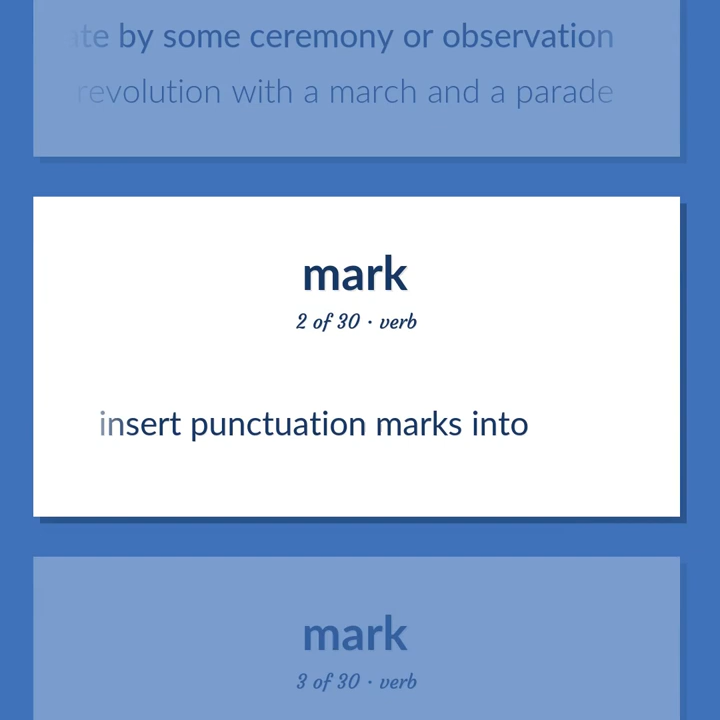 by some ceremony or observation
revolution with a march and a parade
mark
2 of 30 · verb
insert punctuation marks into
mark
3 of 30 · verb